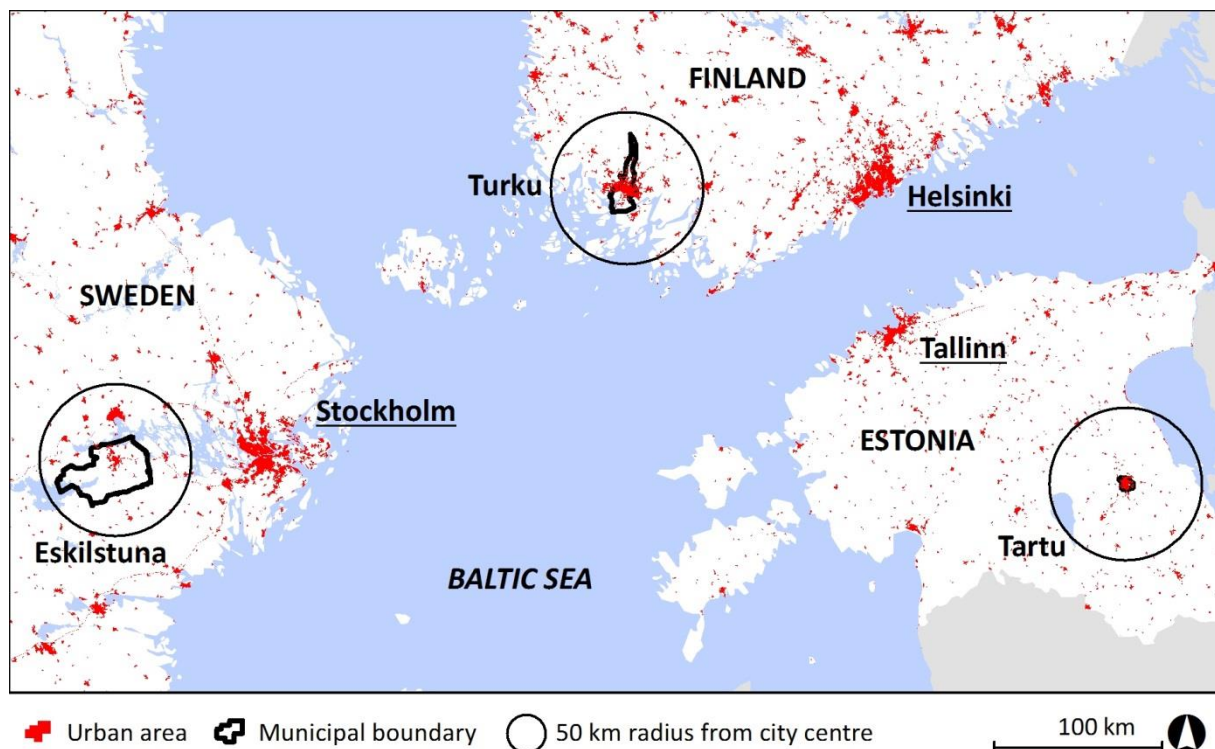 FINLAND
Turku
Helsinki
SWEDEN
Tallinn
Stockholm
ESTONIA
Eskilstuna
Tartu
BALTIC SEA
Urban area
Municipal boundary
50 km radius from city centre
100 km